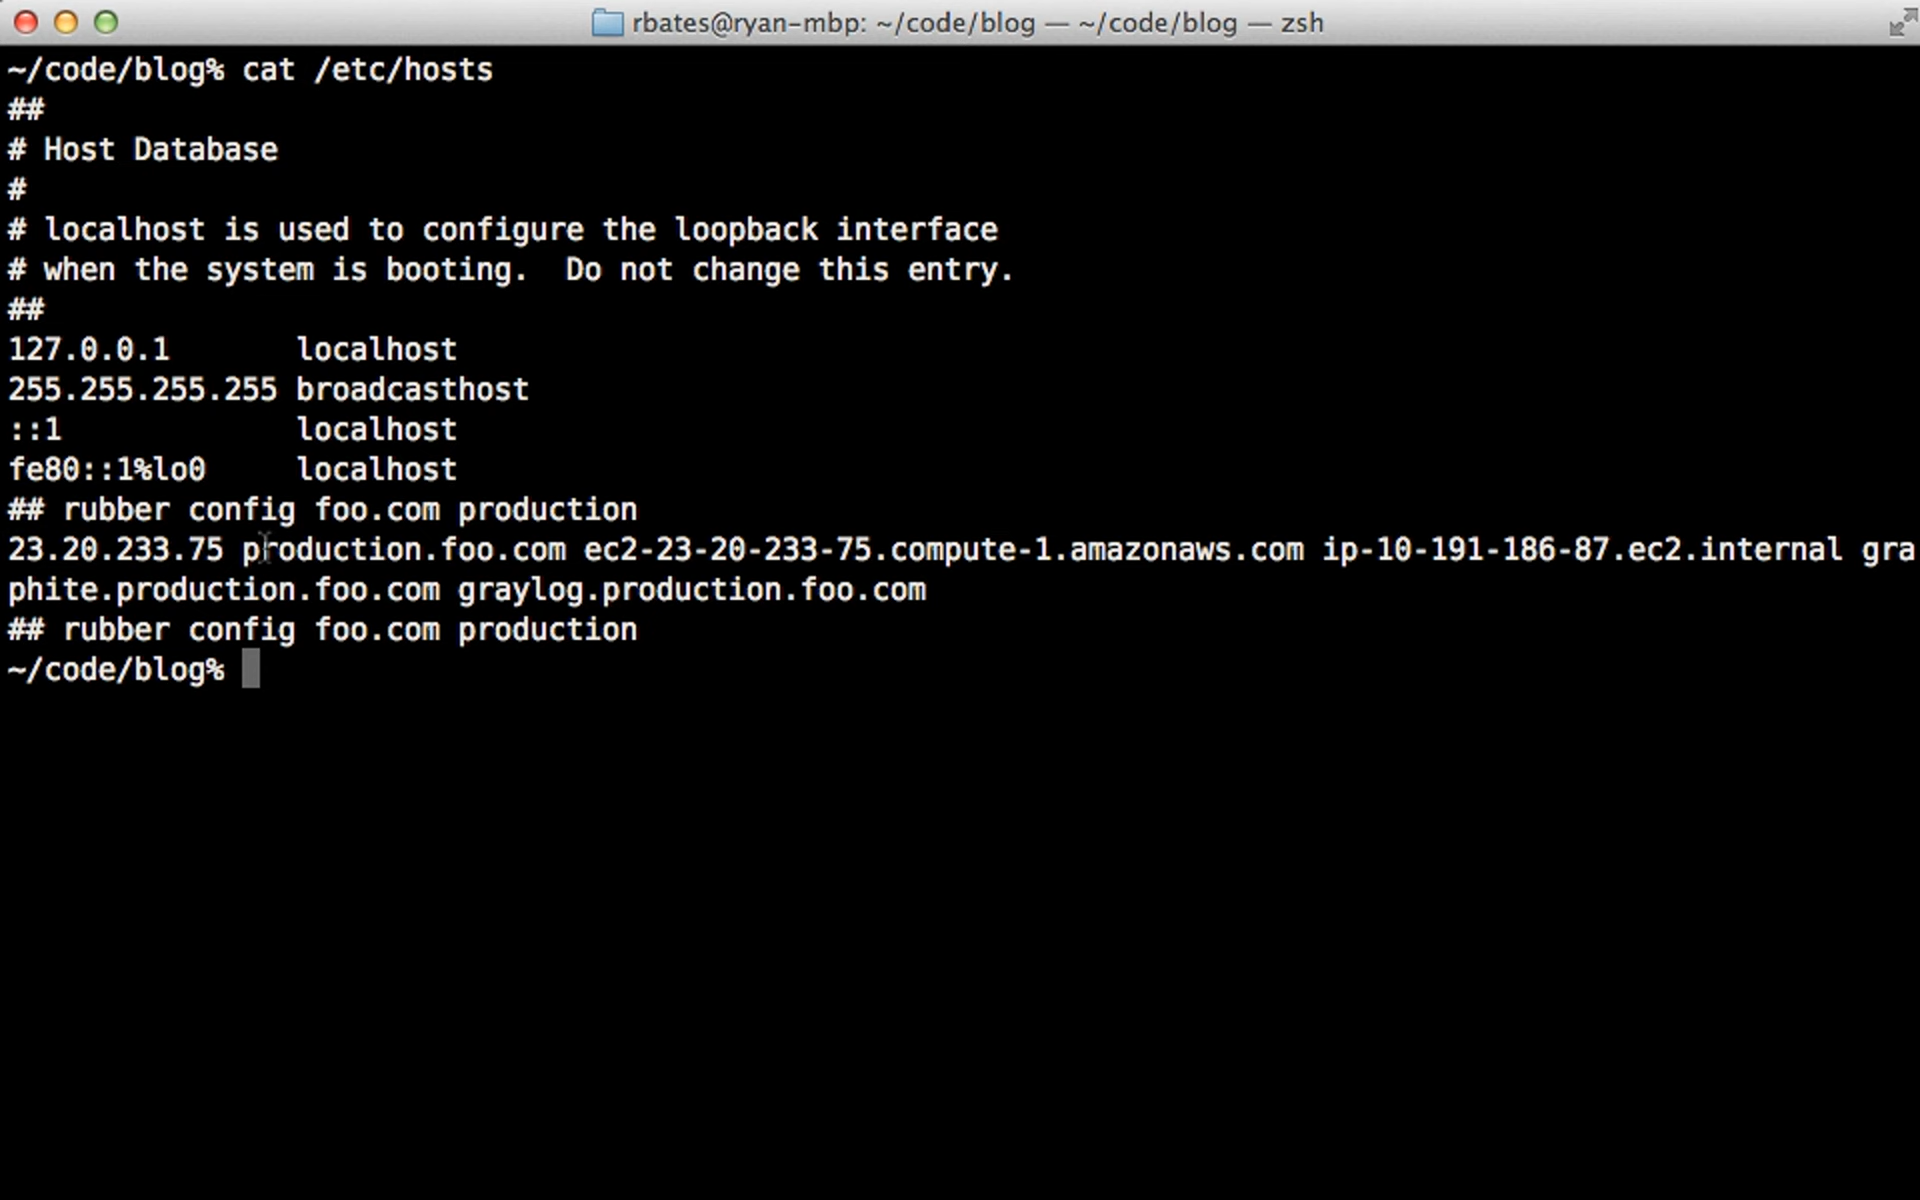 rbates@ryan-mbp: ~/code/blog — ~/code/blog — zsh
~/code/blog% cat /etc/hosts
##
# Host Database
#
# localhost is used to configure the loopback interface
# when the system is booting.  Do not change this entry.
##
127.0.0.1       localhost
255.255.255.255 broadcasthost
::1             localhost
fe80::1%lo0     localhost
## rubber config foo.com production
23.20.233.75 production.foo.com ec2-23-20-233-75.compute-1.amazonaws.com ip-10-191-186-87.ec2.internal gra
phite.production.foo.com graylog.production.foo.com
## rubber config foo.com production
~/code/blog%